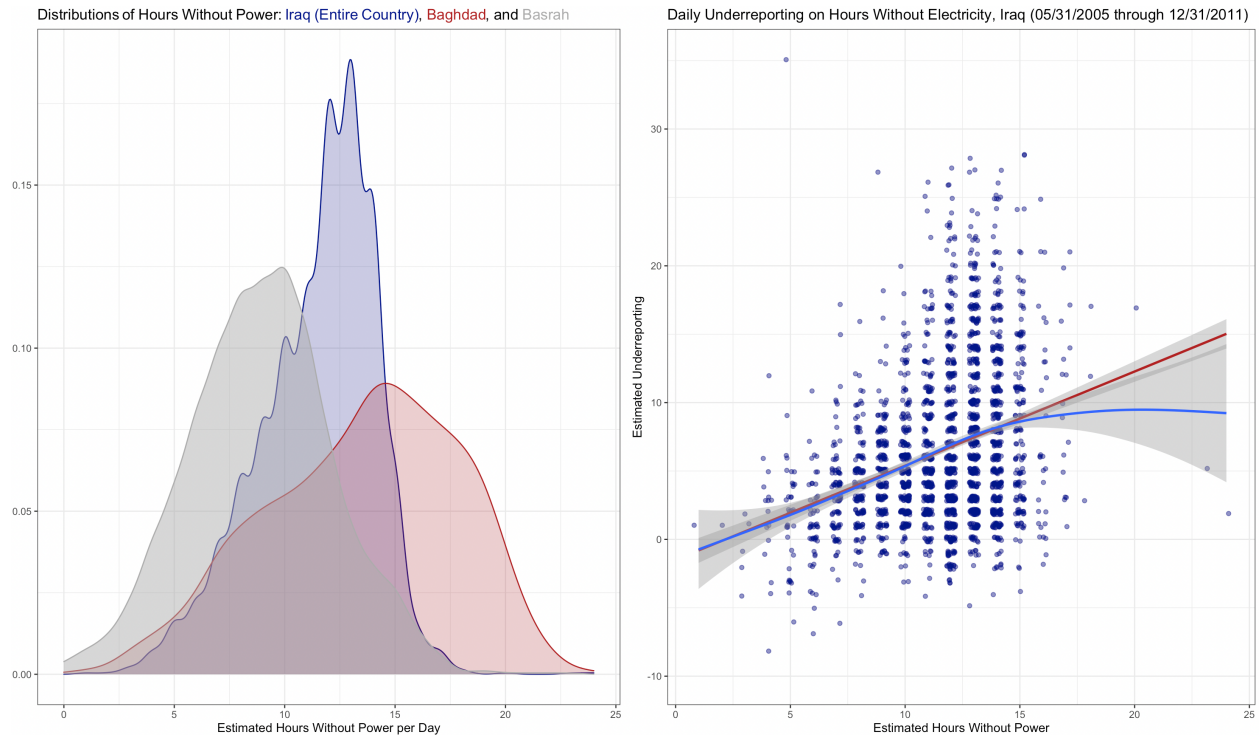 Distributions of Hours Without Power: Iraq (Entire Country), Baghdad, and Basrah
0.15
0.10
0.05
0.00
0 5 10 15 20 25
Estimated Hours Without Power per Day
Daily Underreporting on Hours Without Electricity, Iraq (05/31/2005 through 12/31/2011)
Estimated Underreporting
30
20
10
0
-10
0 5 10 15 20 25
Estimated Hours Without Power